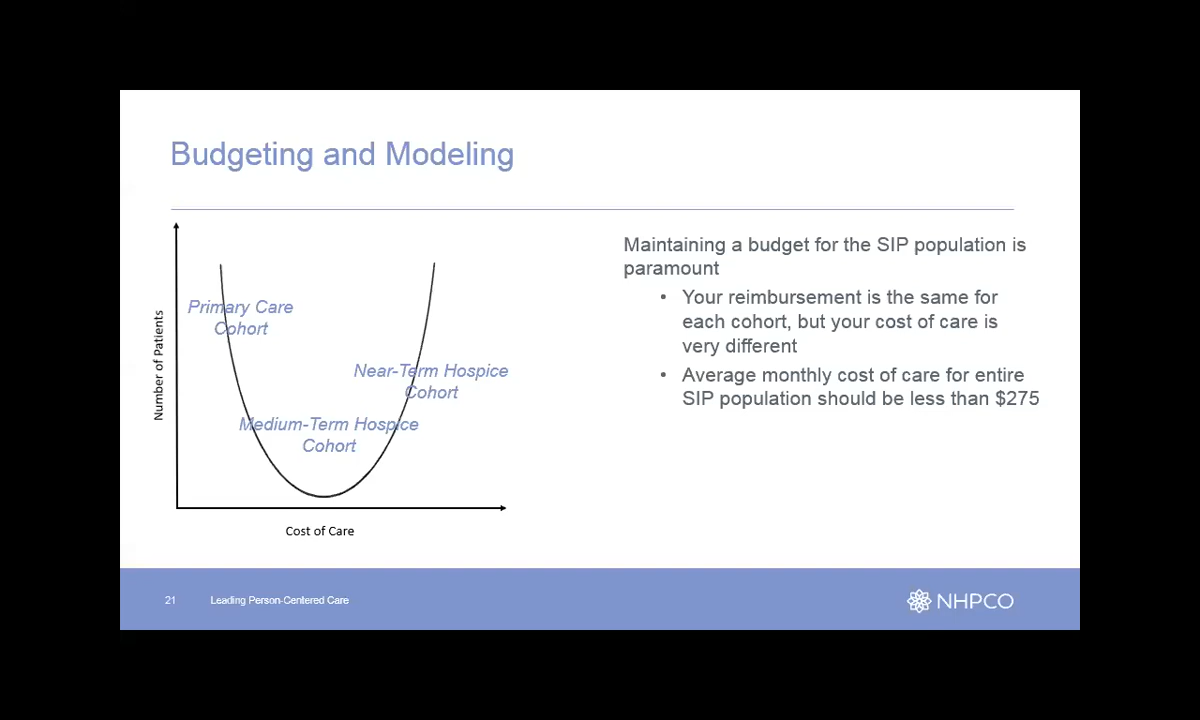 Budgeting and Modeling
Number of Patients
Primary Care
Cohort
Near-Term Hospice
Cohort
Medium-Term Hospice
Cohort
Cost of Care
Maintaining a budget for the SIP population is
paramount
• Your reimbursement is the same for
each cohort, but your cost of care is
very different
• Average monthly cost of care for entire
SIP population should be less than $275
21
Leading Person-Centered Care
NHPCO